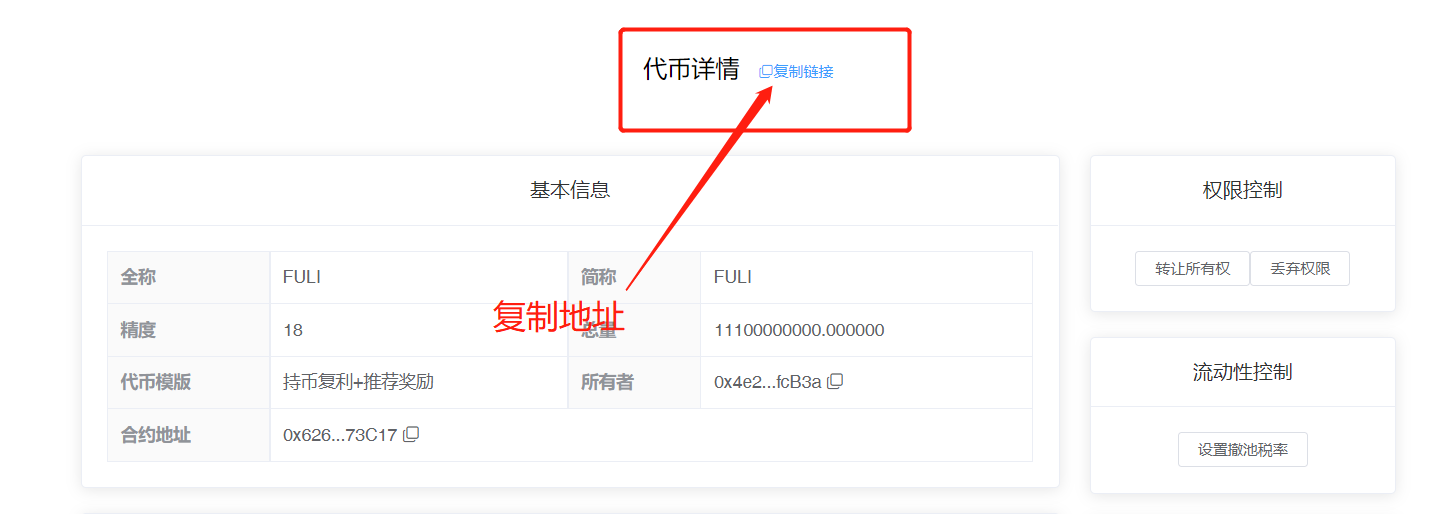 代币详情 复制链接
基本信息
权限控制
全称 FULI 简称 FULI
转让所有权 丢弃权限
复制地址
精度 18 总量 11100000000.000000
代币模版 持币复利+推荐奖励 所有者 0x4e2...fcB3a
流动性控制
合约地址 0x626...73C17
设置撤池税率